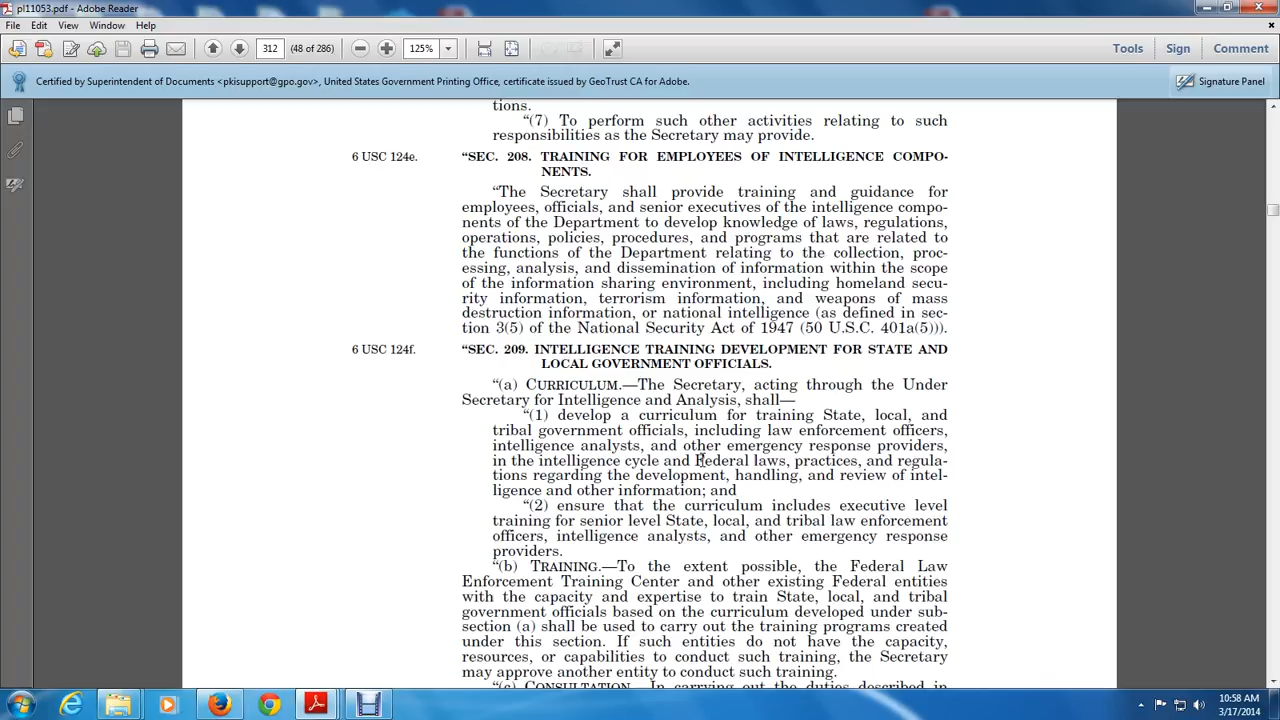 pl11053.pdf - Adobe Reader
File Edit View Window Help
312 (48 of 286) 125% Tools Sign Comment
Certified by Superintendent of Documents <pkisupport@gpo.gov>, United States Government Printing Office, certificate issued by GeoTrust CA for Adobe. Signature Panel
tions.
“(7) To perform such other activities relating to such
responsibilities as the Secretary may provide.
6 USC 124e. “SEC. 208. TRAINING FOR EMPLOYEES OF INTELLIGENCE COMPO-
NENTS.
“The Secretary shall provide training and guidance for
employees, officials, and senior executives of the intelligence compo-
nents of the Department to develop knowledge of laws, regulations,
operations, policies, procedures, and programs that are related to
the functions of the Department relating to the collection, proc-
essing, analysis, and dissemination of information within the scope
of the information sharing environment, including homeland secu-
rity information, terrorism information, and weapons of mass
destruction information, or national intelligence (as defined in sec-
tion 3(5) of the National Security Act of 1947 (50 U.S.C. 401a(5))).
6 USC 124f. “SEC. 209. INTELLIGENCE TRAINING DEVELOPMENT FOR STATE AND
LOCAL GOVERNMENT OFFICIALS.
“(a) CURRICULUM.—The Secretary, acting through the Under
Secretary for Intelligence and Analysis, shall—
“(1) develop a curriculum for training State, local, and
tribal government officials, including law enforcement officers,
intelligence analysts, and other emergency response providers,
in the intelligence cycle and Federal laws, practices, and regula-
tions regarding the development, handling, and review of intel-
ligence and other information; and
“(2) ensure that the curriculum includes executive level
training for senior level State, local, and tribal law enforcement
officers, intelligence analysts, and other emergency response
providers.
“(b) TRAINING.—To the extent possible, the Federal Law
Enforcement Training Center and other existing Federal entities
with the capacity and expertise to train State, local, and tribal
government officials based on the curriculum developed under sub-
section (a) shall be used to carry out the training programs created
under this section. If such entities do not have the capacity,
resources, or capabilities to conduct such training, the Secretary
may approve another entity to conduct such training.
“(c) CONSULTATION.—In carrying out the duties described in
10:58 AM
3/17/2014